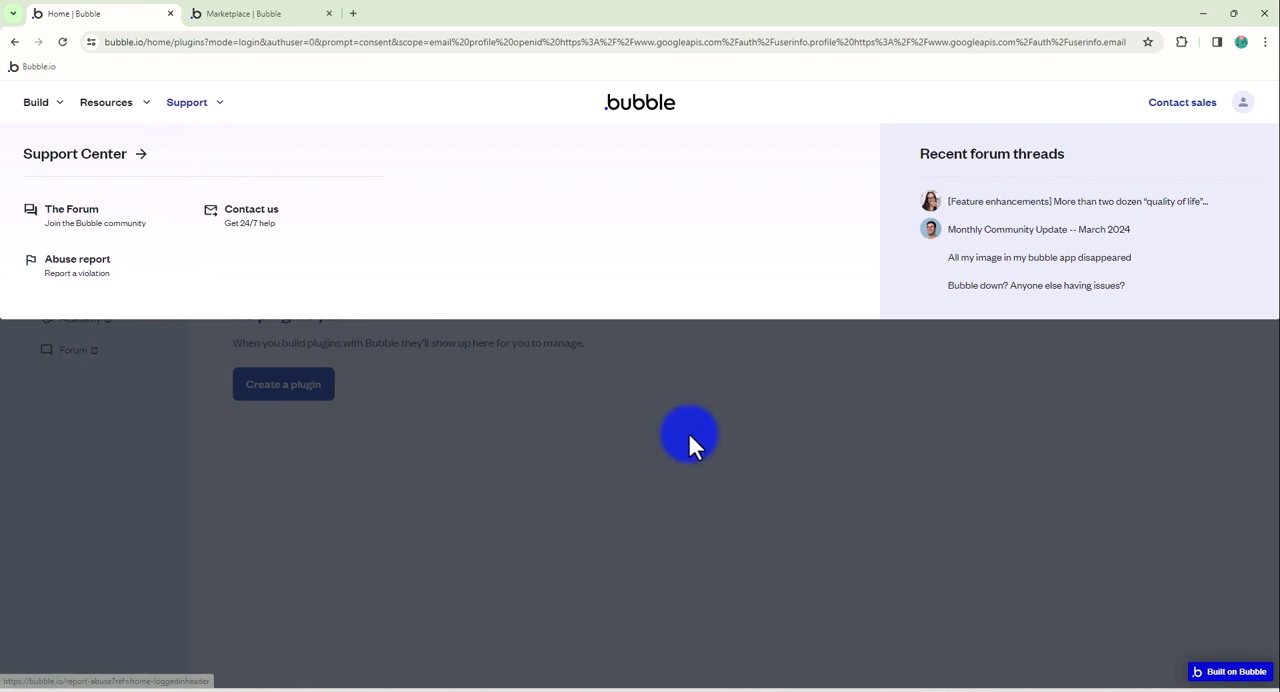 Home | Bubble
Marketplace | Bubble
bubble.io/home/plugins?mode=login&authuser=0&prompt=consent&scope=email%20profile%20openid%20https%3A%2F%2Fwww.googleapis.com%2Fauth%2Fuserinfo.profile%20https%3A%2F%2Fwww.googleapis.com%2Fauth%2Fuserinfo.email
Bubble.io
Build Resources Support .bubble Contact sales
Support Center →
Recent forum threads
The Forum
Join the Bubble community
Contact us
Get 24/7 help
Abuse report
Report a violation
[Feature enhancements] More than two dozen “quality of life”...
Monthly Community Update -- March 2024
All my image in my bubble app disappeared
Bubble down? Anyone else having issues?
Academy
Forum
When you build plugins with Bubble they'll show up here for you to manage.
Create a plugin
Built on Bubble
https://bubble.io/report-abuse?ref=home-loggedinheader